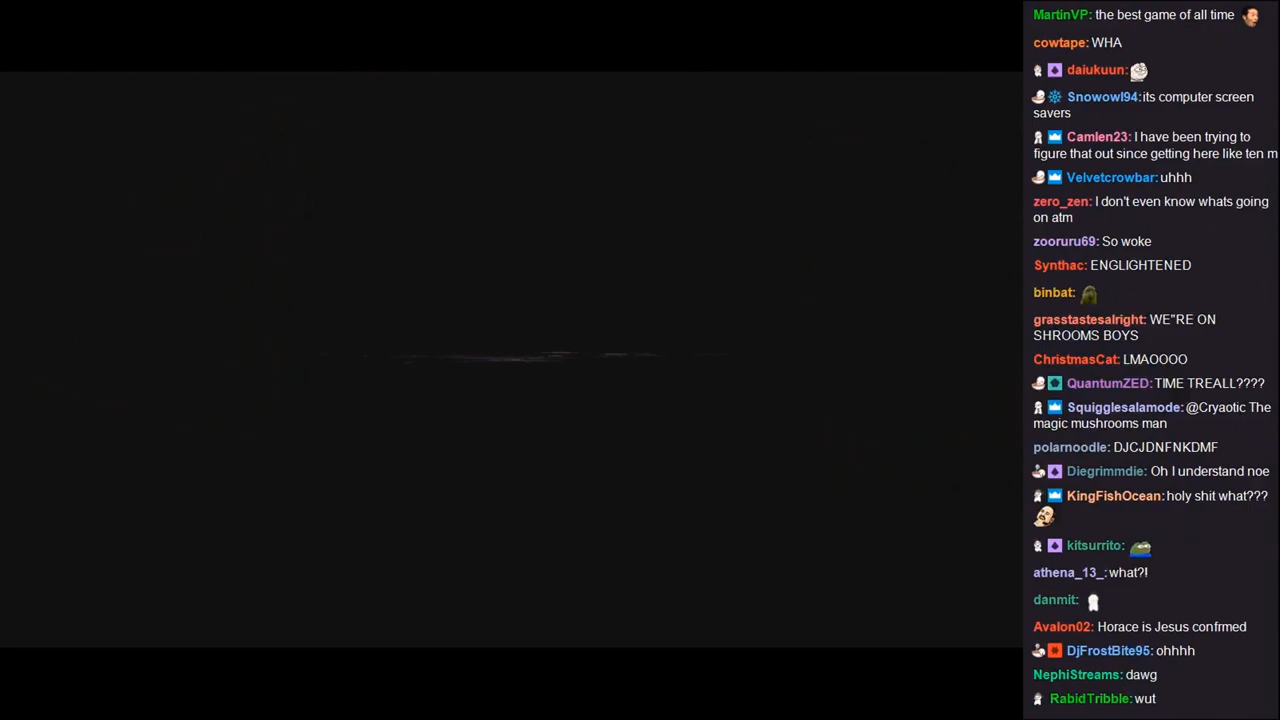 MartinVP: the best game of all time
cowtape: WHA
daiukuun:
Snowowl94: its computer screen
savers
Camlen23: I have been trying to
figure that out since getting here like ten m
Velvetcrowbar: uhhh
zero_zen: I don't even know whats going
on atm
zooruru69: So woke
Synthac: ENGLIGHTENED
binbat:
grasstastesalright: WE"RE ON
SHROOMS BOYS
ChristmasCat: LMAOOOO
QuantumZED: TIME TREALL????
Squigglesalamode: @Cryaotic The
magic mushrooms man
polarnoodle: DJCJDNFNKDMF
Diegrimmdie: Oh I understand noe
KingFishOcean: holy shit what???
kitsurrito:
athena_13_: what?!
danmit:
Avalon02: Horace is Jesus confrmed
DjFrostBite95: ohhhh
NephiStreams: dawg
RabidTribble: wut